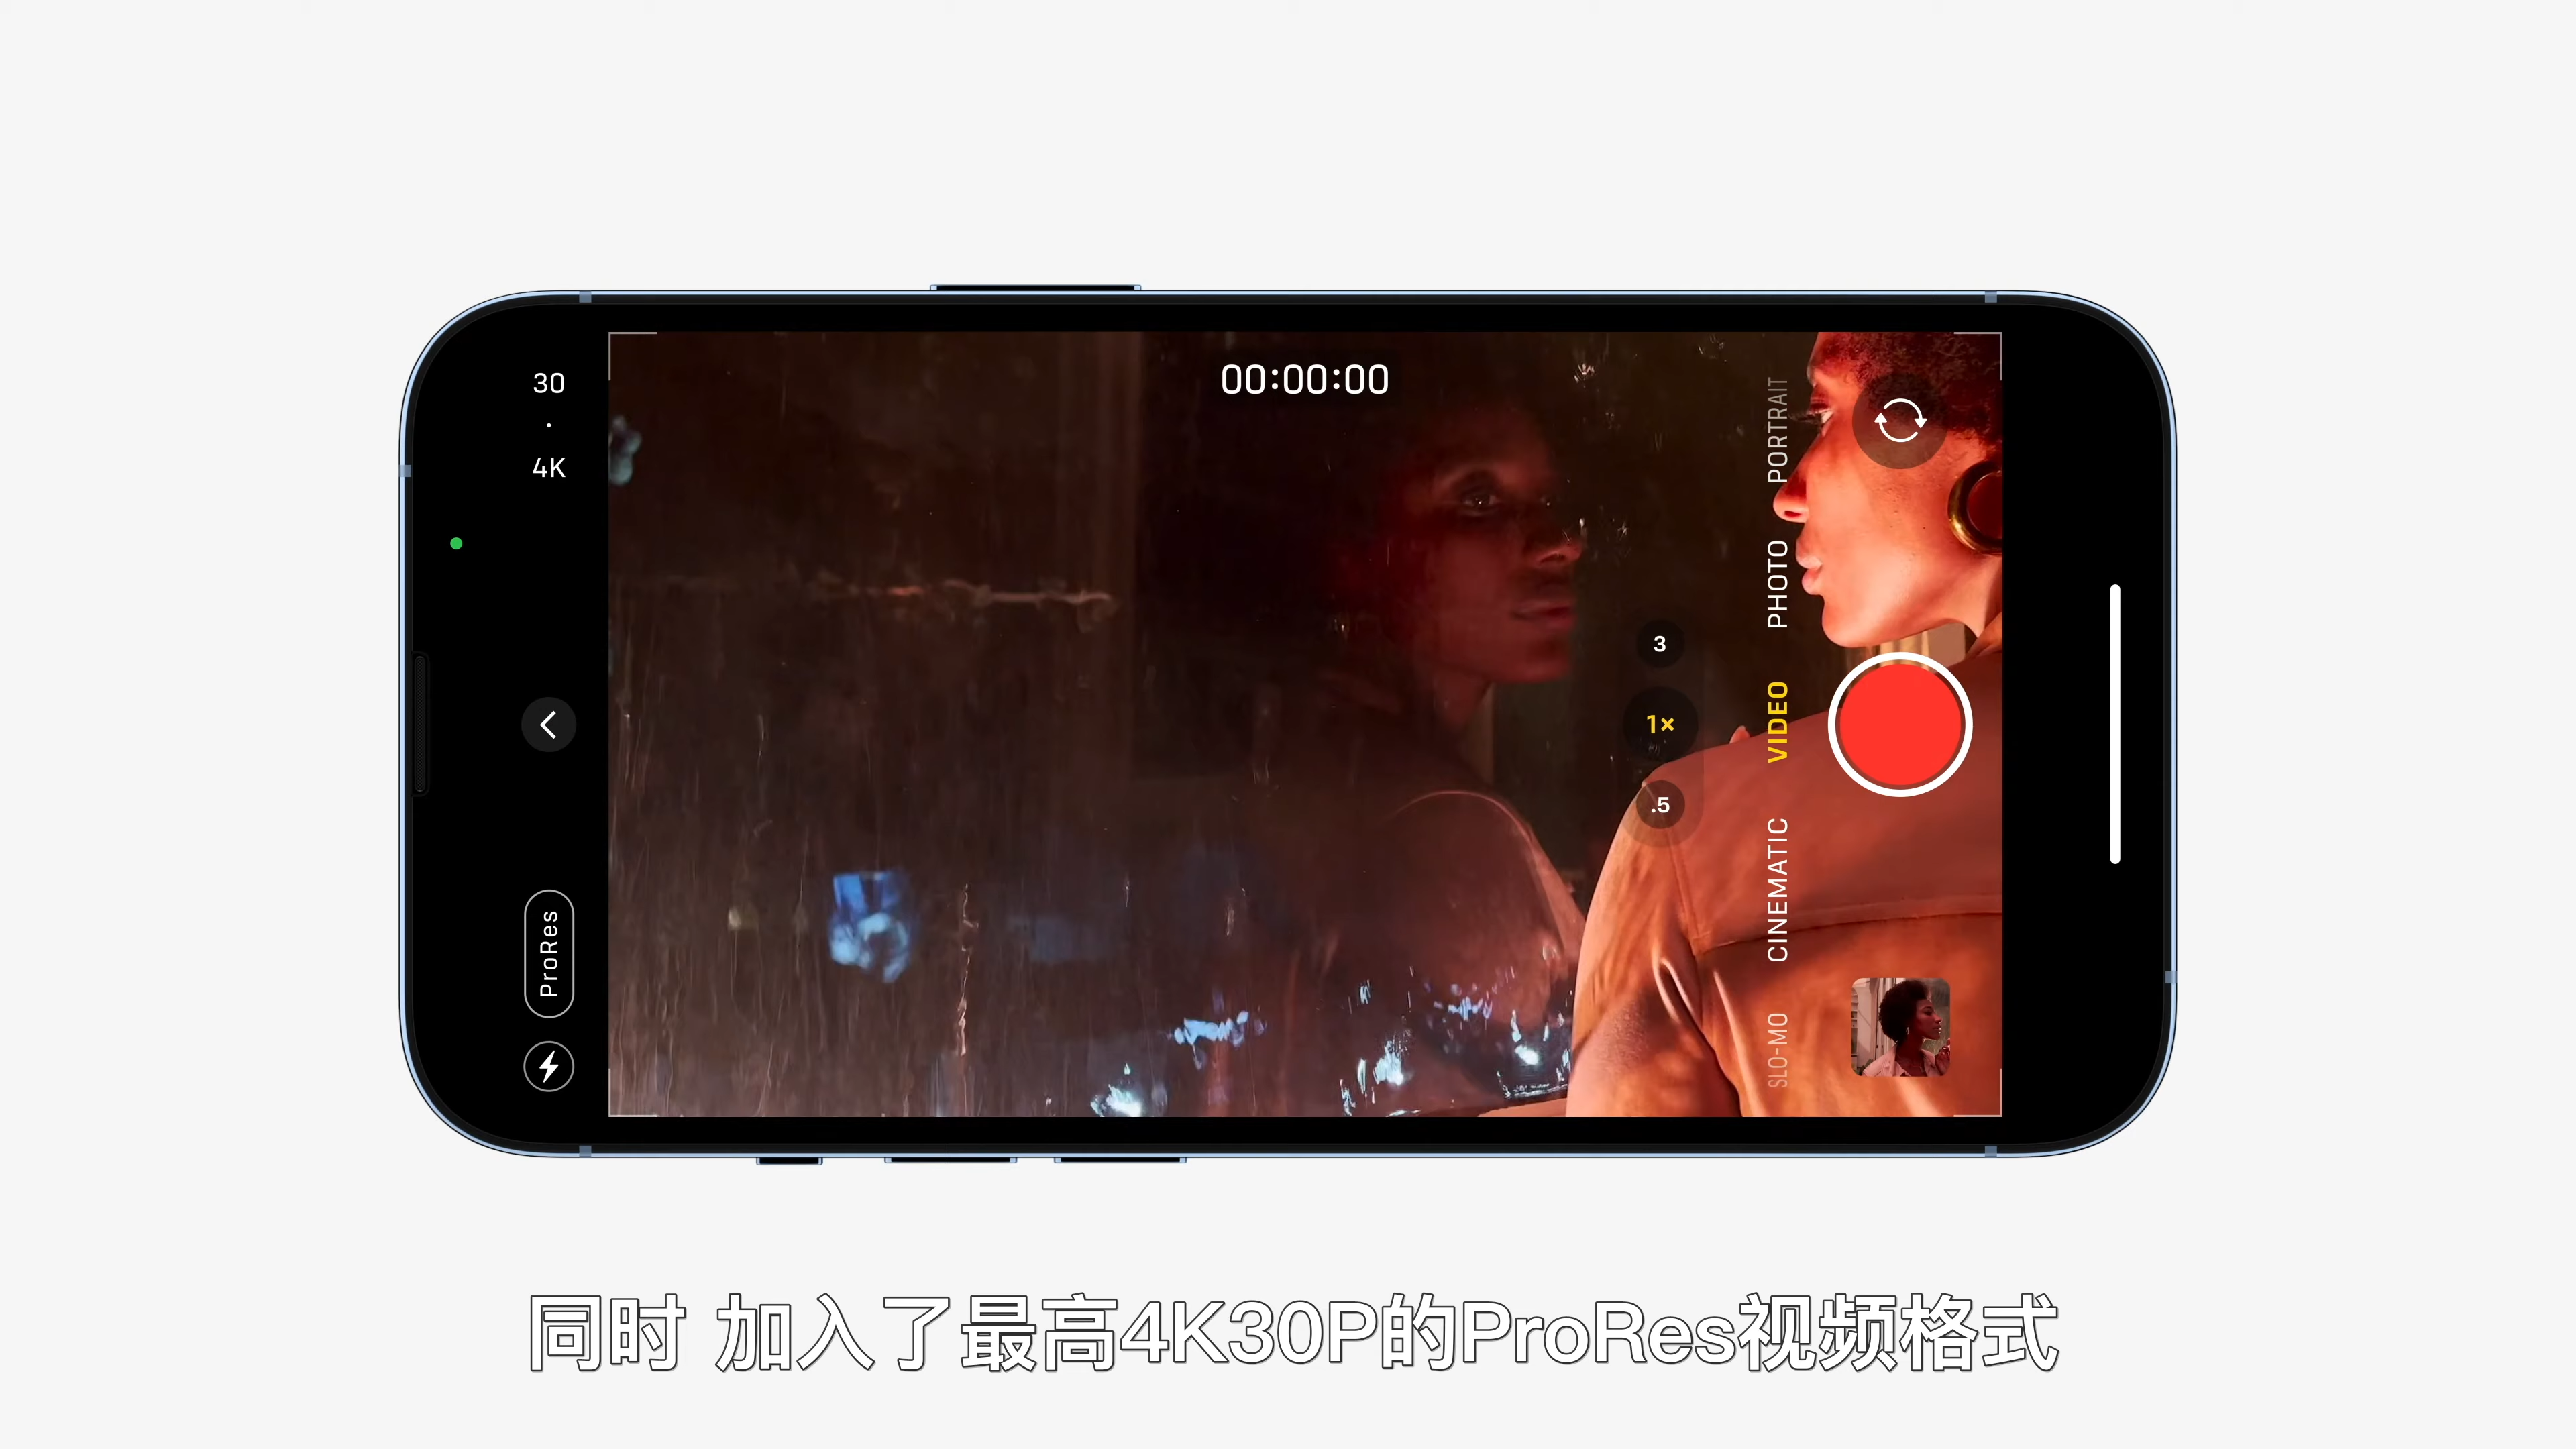 30
·
4K
00:00:00
ProRes
3
1×
.5
PORTRAIT
PHOTO
VIDEO
CINEMATIC
SLO-MO
同时 加入了最高4K30P的ProRes视频格式